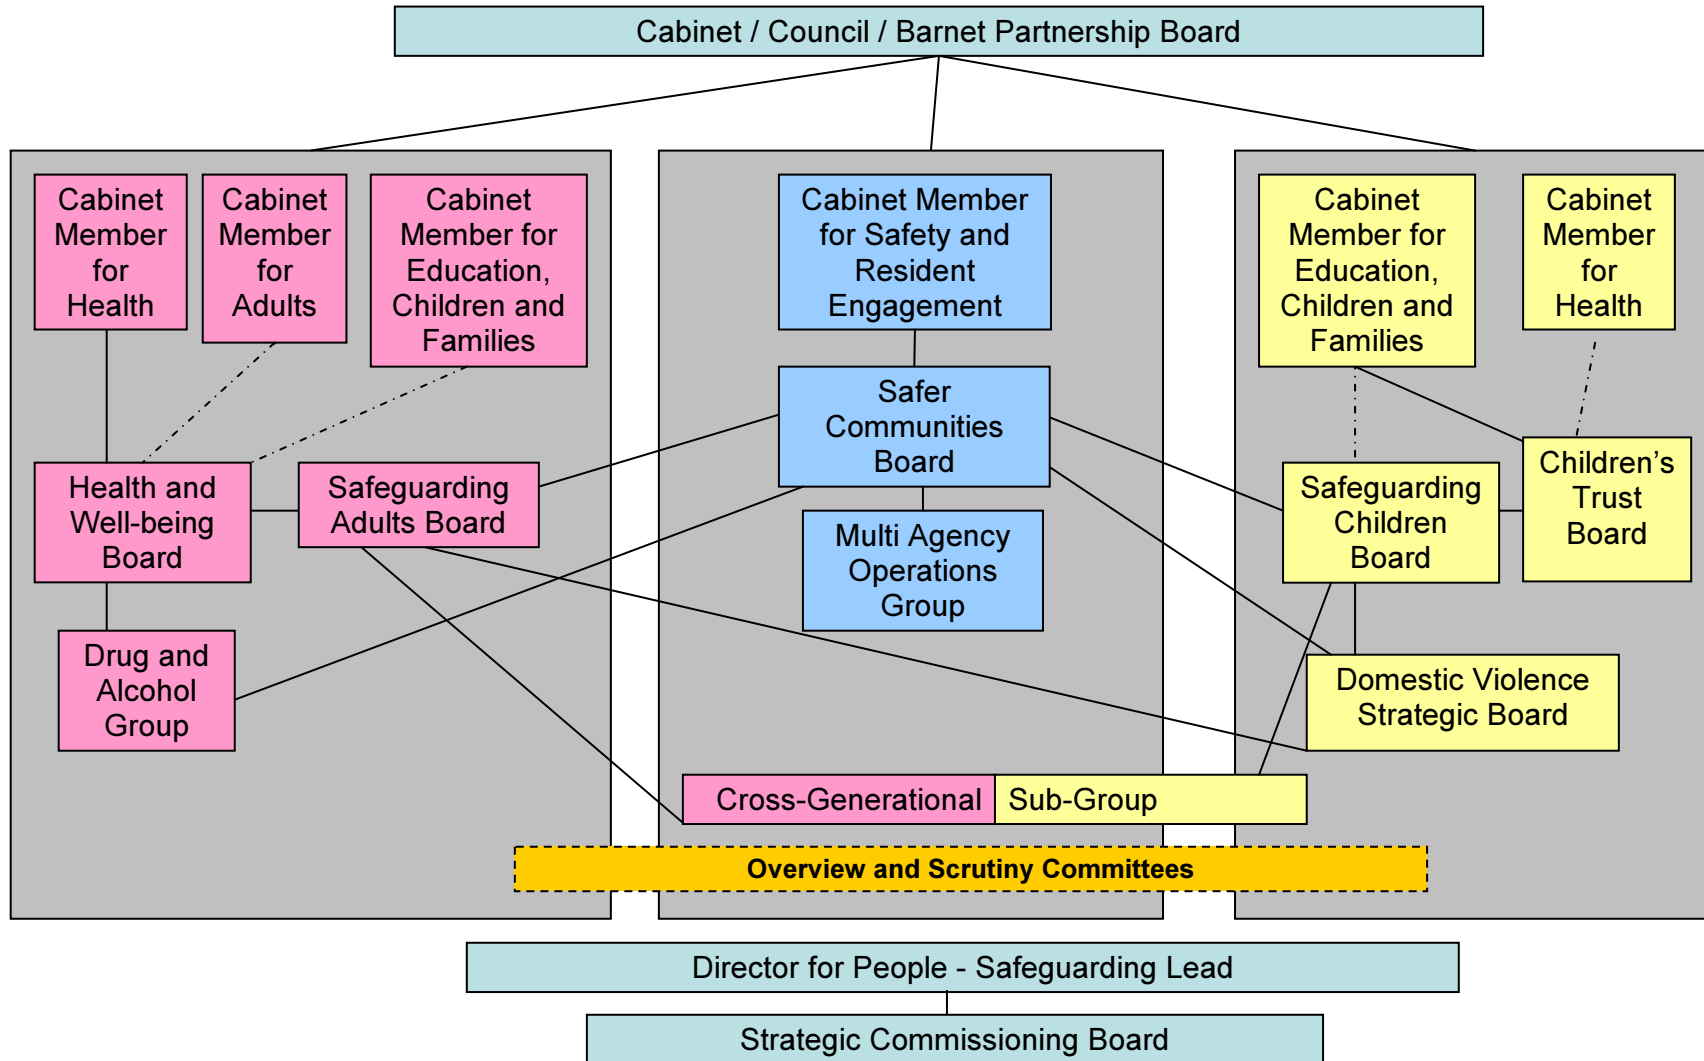 Cabinet / Council / Barnet Partnership Board
Cabinet
Member
for
Health
Cabinet
Member
for
Adults
Cabinet
Member for
Education,
Children and
Families
Cabinet Member
for Safety and
Resident
Engagement
Cabinet
Member for
Education,
Children and
Families
Cabinet
Member
for
Health
Health and
Well-being
Board
Safeguarding
Adults Board
Safer
Communities
Board
Safeguarding
Children
Board
Children’s
Trust
Board
Multi Agency
Operations
Group
Drug and
Alcohol
Group
Domestic Violence
Strategic Board
Cross-Generational Sub-Group
Overview and Scrutiny Committees
Director for People - Safeguarding Lead
Strategic Commissioning Board